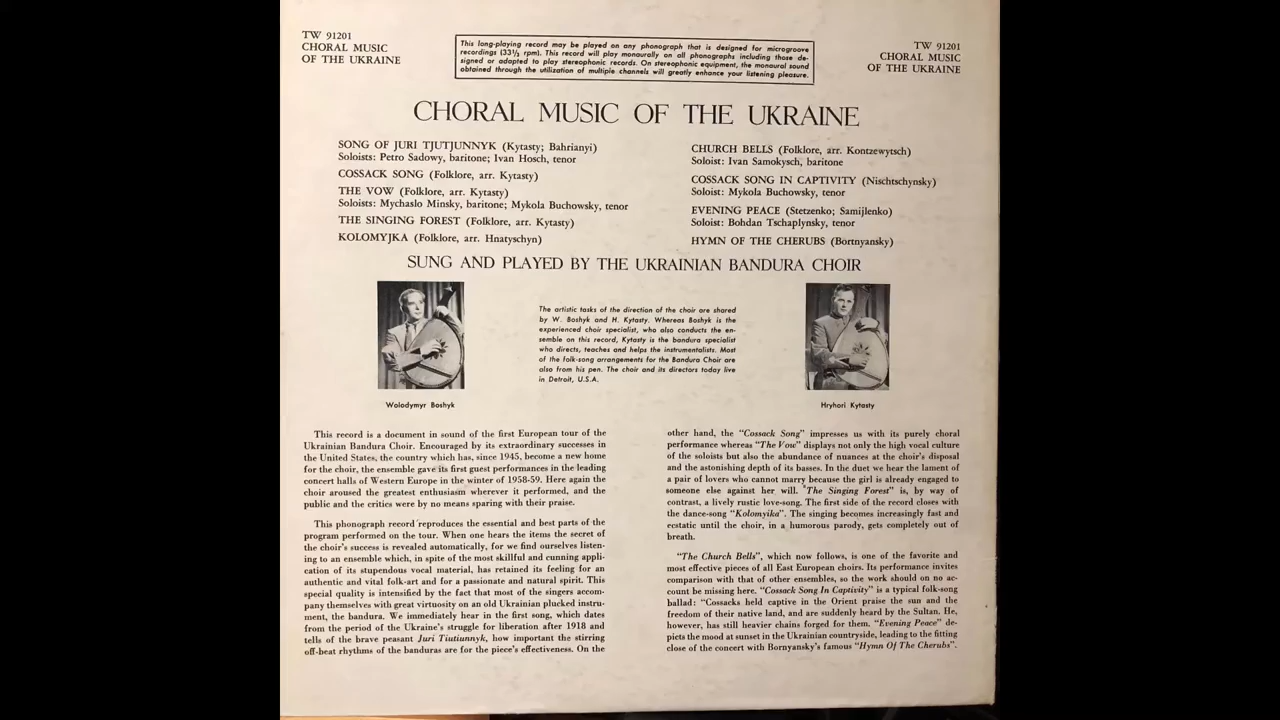 TW 91201
CHORAL MUSIC
OF THE UKRAINE
This long-playing record may be played on any phonograph that is designed for microgroove
recordings (33⅓ rpm). This record will play monaurally on all phonographs including those de-
signed or adapted to play stereophonic records. On stereophonic equipment, the monaural sound
obtained through the utilization of multiple channels will greatly enhance your listening pleasure.
TW 91201
CHORAL MUSIC
OF THE UKRAINE
CHORAL MUSIC OF THE UKRAINE
SONG OF JURI TJUTJUNNYK (Kytasty; Bahrianyi)
Soloists: Petro Sadowy, baritone; Ivan Hosch, tenor
COSSACK SONG (Folklore, arr. Kytasty)
THE VOW (Folklore, arr. Kytasty)
Soloists: Mychaslo Minsky, baritone; Mykola Buchowsky, tenor
THE SINGING FOREST (Folklore, arr. Kytasty)
KOLOMYJKA (Folklore, arr. Hnatyschyn)
CHURCH BELLS (Folklore, arr. Kontzewytsch)
Soloist: Ivan Samokysch, baritone
COSSACK SONG IN CAPTIVITY (Nischtschynsky)
Soloist: Mykola Buchowsky, tenor
EVENING PEACE (Stetzenko; Samijlenko)
Soloist: Bohdan Tschaplynsky, tenor
HYMN OF THE CHERUBS (Bortnyansky)
SUNG AND PLAYED BY THE UKRAINIAN BANDURA CHOIR
The artistic tasks of the direction of the choir are shared
by W. Boshyk and H. Kytasty. Whereas Boshyk is the
experienced choir specialist, who also conducts the en-
semble on this record, Kytasty is the bandura specialist
who directs, teaches and helps the instrumentalists. Most
of the folk-song arrangements for the Bandura Choir are
also from his pen. The choir and its directors today live
in Detroit, U.S.A.
Wolodymyr Boshyk
Hryhori Kytasty
This record is a document in sound of the first European tour of the
Ukrainian Bandura Choir. Encouraged by its extraordinary successes in
the United States, the country which has, since 1945, become a new home
for the choir, the ensemble gave its first guest performances in the leading
concert halls of Western Europe in the winter of 1958-59. Here again the
choir aroused the greatest enthusiasm wherever it performed, and the
public and the critics were by no means sparing with their praise.
This phonograph record reproduces the essential and best parts of the
program performed on the tour. When one hears the items the secret of
the choir's success is revealed automatically, for we find ourselves listen-
ing to an ensemble which, in spite of the most skillful and cunning appli-
cation of its stupendous vocal material, has retained its feeling for an
authentic and vital folk-art and for a passionate and natural spirit. This
special quality is intensified by the fact that most of the singers accom-
pany themselves with great virtuosity on an old Ukrainian plucked instru-
ment, the bandura. We immediately hear in the first song, which dates
from the period of the Ukraine's struggle for liberation after 1918 and
tells of the brave peasant Juri Tiutiunnyk, how important the stirring
off-beat rhythms of the banduras are for the piece's effectiveness. On the
other hand, the "Cossack Song" impresses us with its purely choral
performance whereas "The Vow" displays not only the high vocal culture
of the soloists but also the abundance of nuances at the choir's disposal
and the astonishing depth of its basses. In the duet we hear the lament of
a pair of lovers who cannot marry because the girl is already engaged to
someone else against her will. "The Singing Forest" is, by way of
contrast, a lively rustic love-song. The first side of the record closes with
the dance-song "Kolomyika". The singing becomes increasingly fast and
ecstatic until the choir, in a humorous parody, gets completely out of
breath.
"The Church Bells", which now follows, is one of the favorite and
most effective pieces of all East European choirs. Its performance invites
comparison with that of other ensembles, so the work should on no ac-
count be missing here. "Cossack Song In Captivity" is a typical folk-song
ballad: "Cossacks held captive in the Orient praise the sun and the
freedom of their native land, and are suddenly heard by the Sultan. He,
however, has still heavier chains forged for them. "Evening Peace" de-
picts the mood at sunset in the Ukrainian countryside, leading to the fitting
close of the concert with Bornyansky's famous "Hymn Of The Cherubs".